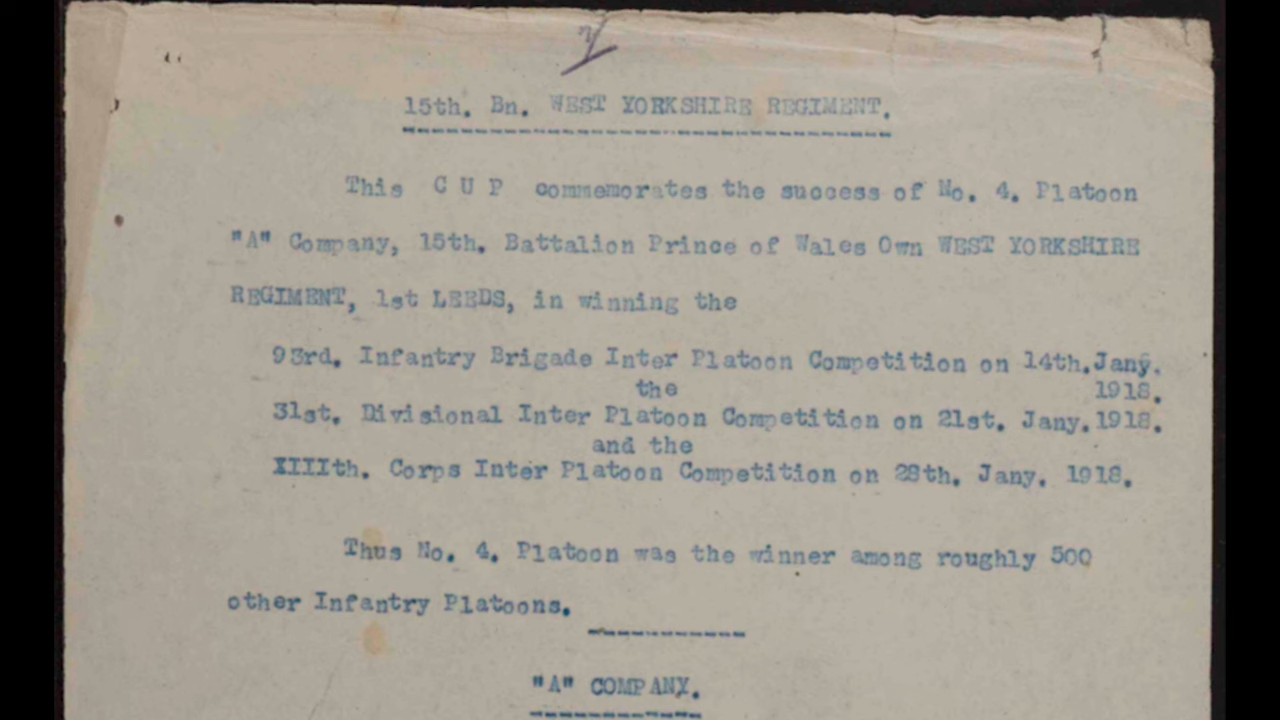 15th. Bn. WEST YORKSHIRE REGIMENT.
This C U P commemorates the success of No. 4. Platoon
"A" Company, 15th. Battalion Prince of Wales Own WEST YORKSHIRE
REGIMENT, 1st LEEDS, in winning the
93rd. Infantry Brigade Inter Platoon Competition on 14th. Jany.
the 1918.
31st. Divisional Inter Platoon Competition on 21st. Jany. 1918.
and the
XIIIth. Corps Inter Platoon Competition on 28th. Jany. 1918.
Thus No. 4. Platoon was the winner among roughly 500
other Infantry Platoons.
"A" COMPANY.